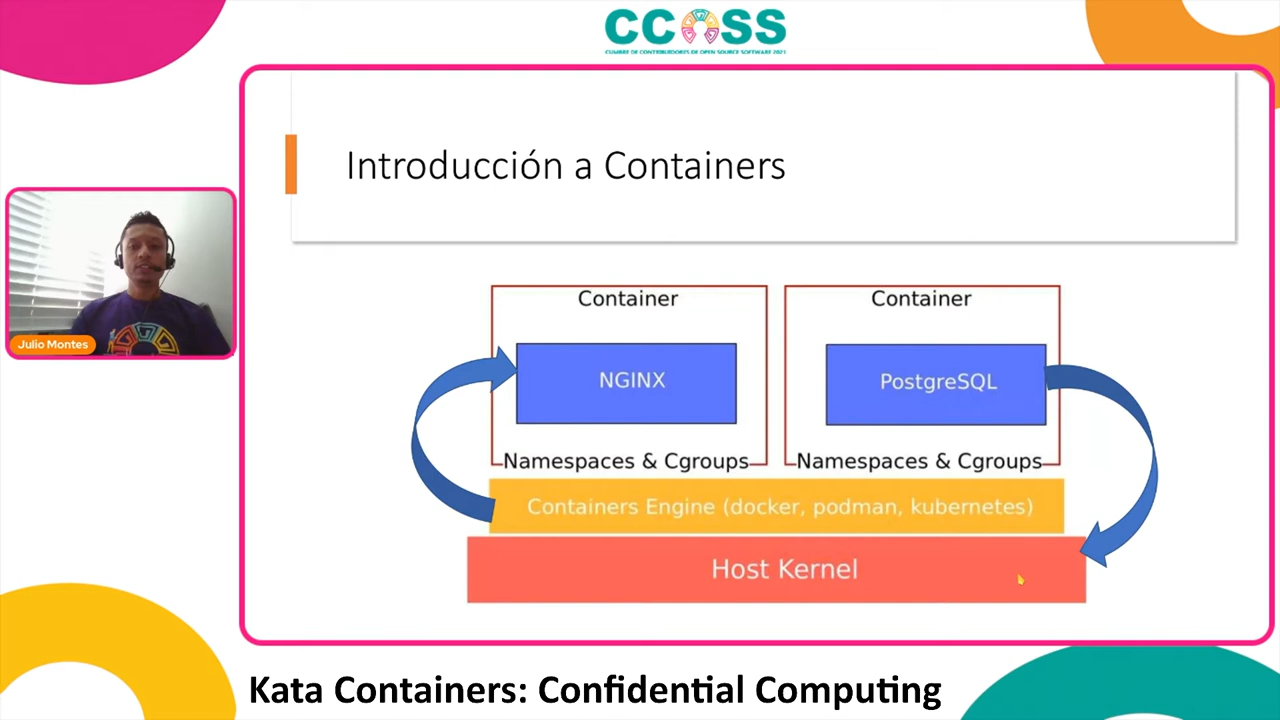 CCOSS
CUMBRE DE CONTRIBUIDORES DE OPEN SOURCE SOFTWARE 2021
Introducción a Containers
Container
Container
NGINX
PostgreSQL
Julio Montes
Namespaces & Cgroups
Namespaces & Cgroups
Containers Engine (docker, podman, kubernetes)
Host Kernel
Kata Containers: Confidential Computing